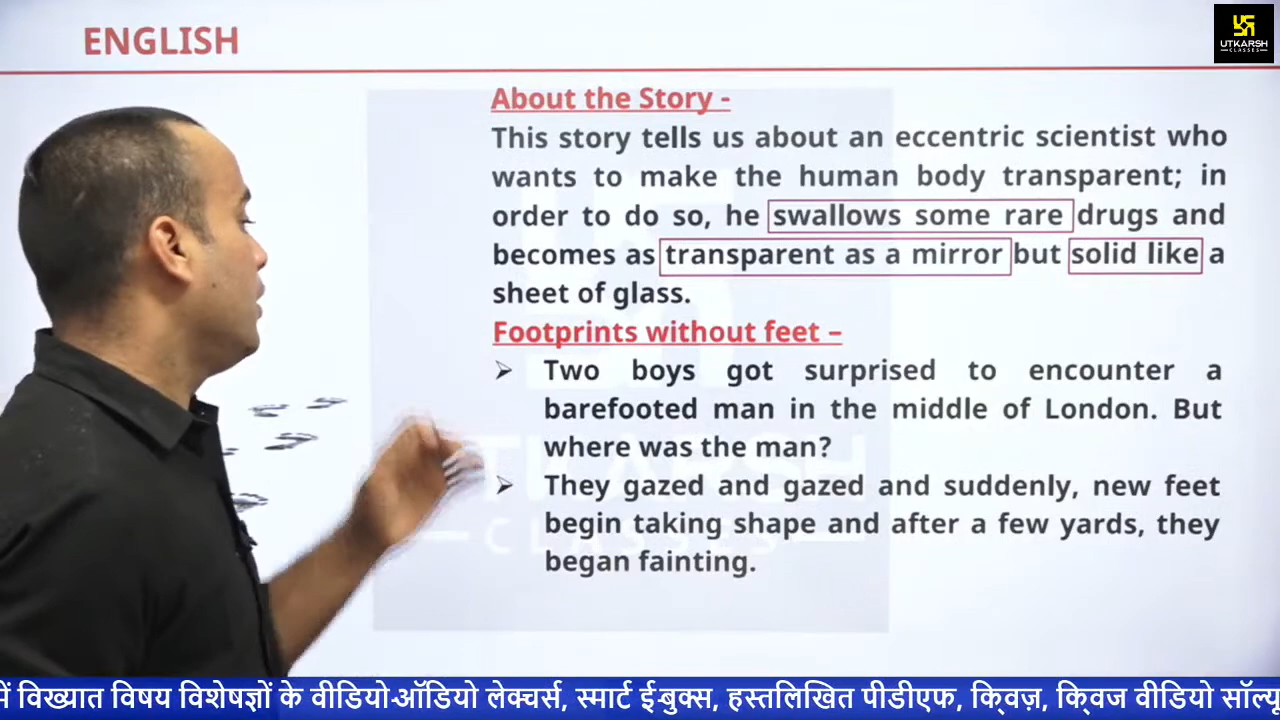 ENGLISH
UTKARSH
CLASSES
About the Story -
This story tells us about an eccentric scientist who
wants to make the human body transparent; in
order to do so, he swallows some rare drugs and
becomes as transparent as a mirror but solid like a
sheet of glass.
Footprints without feet –
➢ Two boys got surprised to encounter a
barefooted man in the middle of London. But
where was the man?
➢ They gazed and gazed and suddenly, new feet
begin taking shape and after a few yards, they
began fainting.
UTKARSH
CLASSES
में विख्यात विषय विशेषज्ञों के वीडियो-ऑडियो लेक्चर्स, स्मार्ट ई-बुक्स, हस्तलिखित पीडीएफ, क्विज़, क्विज वीडियो सॉल्यू